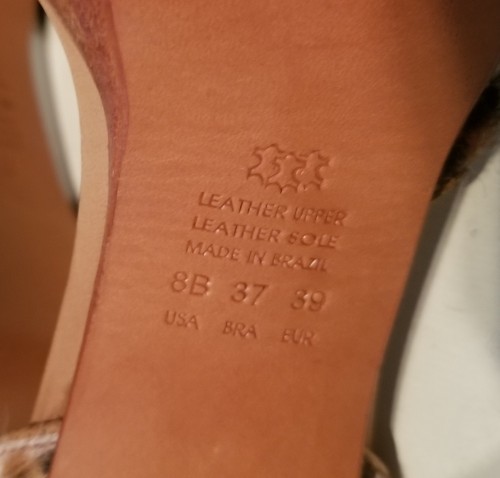 LEATHER UPPER
LEATHER SOLE
MADE IN BRAZIL
8B 37 39
USA BRA EUR